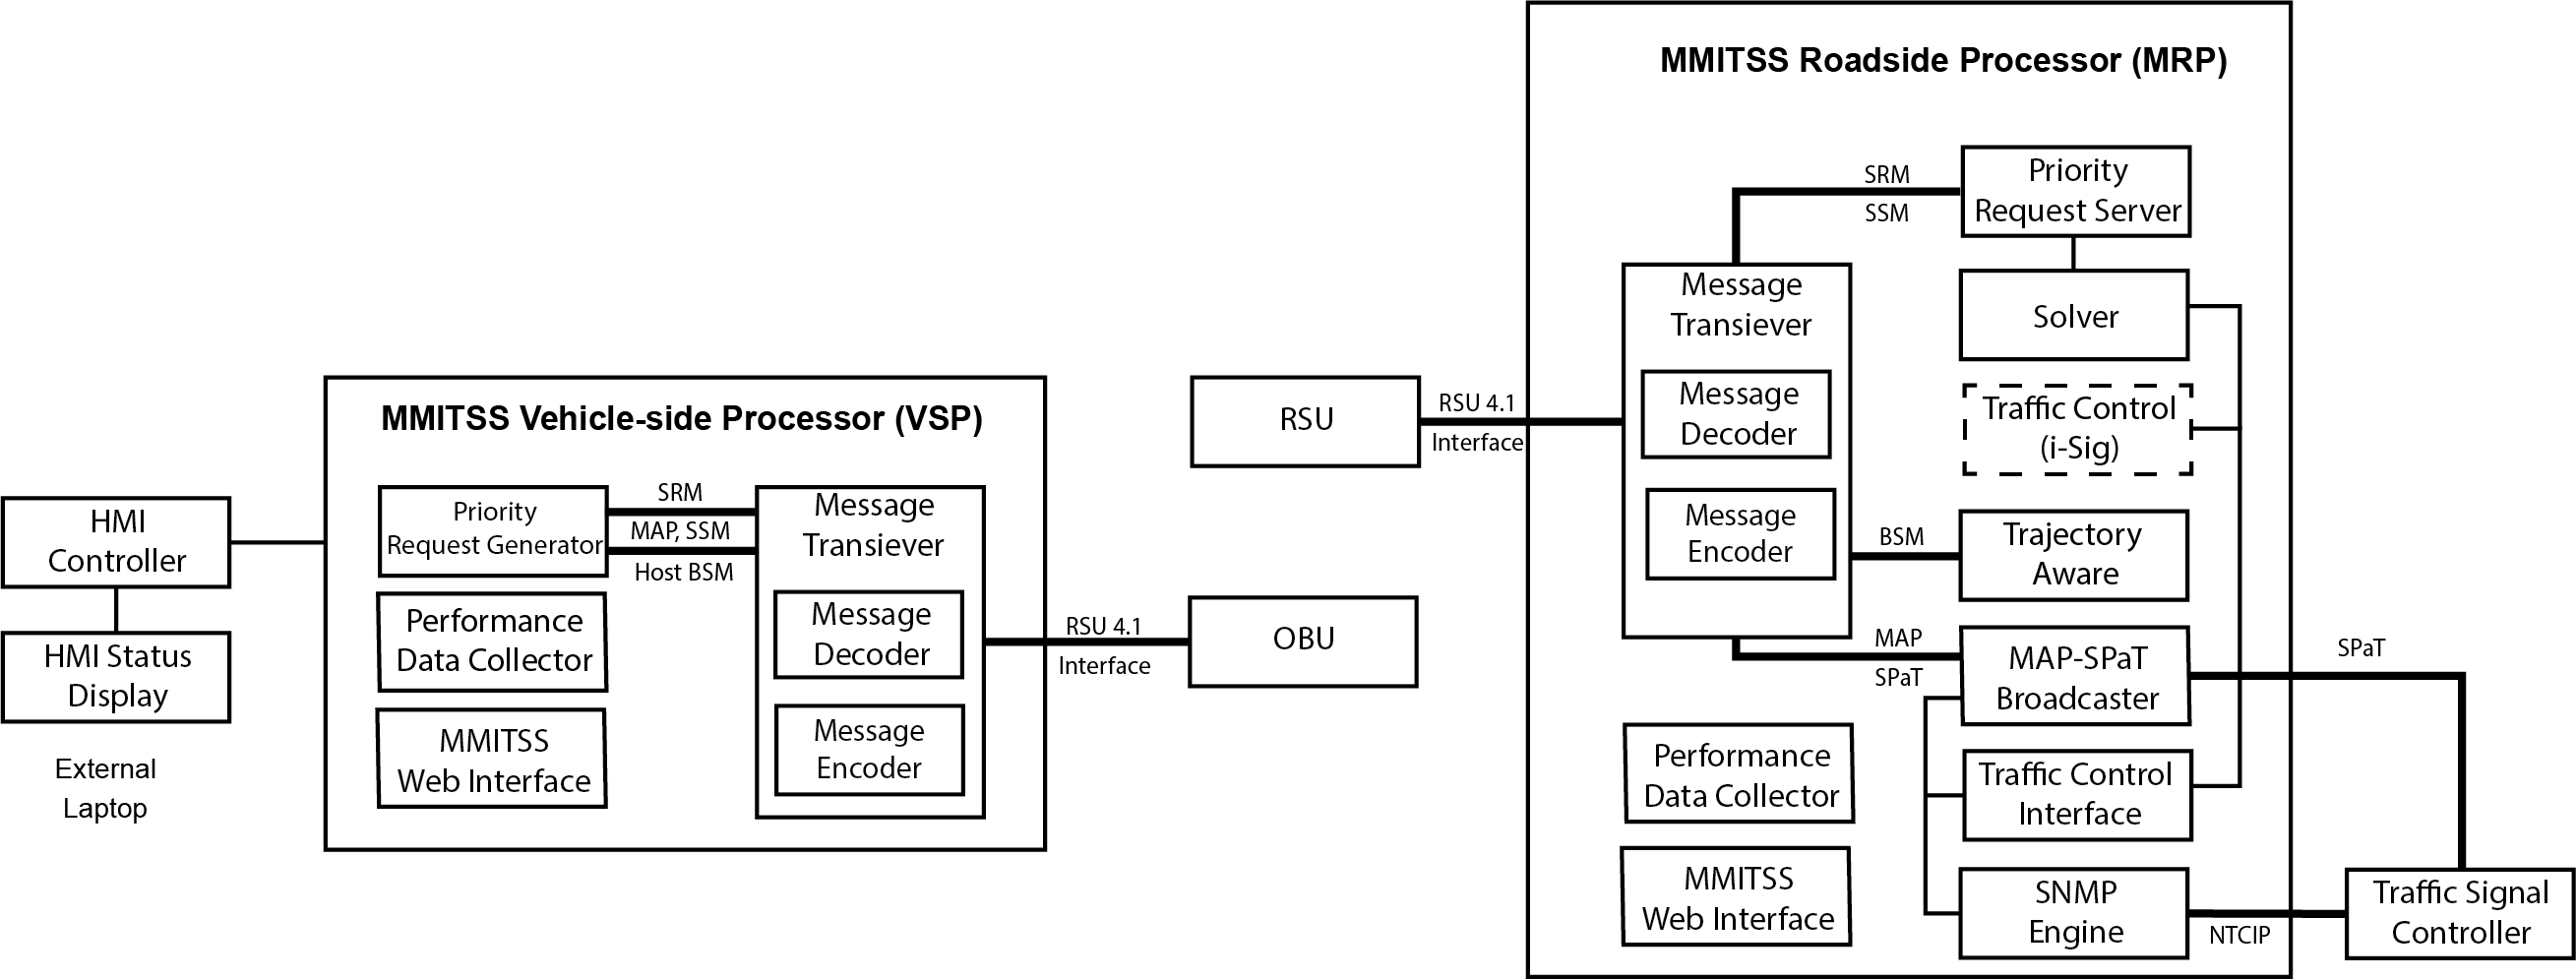 HMI
Controller
HMI Status
Display
External
Laptop
MMITSS Vehicle-side Processor (VSP)
Priority
Request Generator
SRM
MAP, SSM
Host BSM
Performance
Data Collector
MMITSS
Web Interface
Message
Transiever
Message
Decoder
Message
Encoder
RSU 4.1
Interface
OBU
RSU
RSU 4.1
Interface
MMITSS Roadside Processor (MRP)
Message
Transiever
Message
Decoder
Message
Encoder
SRM
SSM
Priority
Request Server
Solver
Traffic Control
(i-Sig)
BSM
Trajectory
Aware
MAP
SPaT
MAP-SPaT
Broadcaster
Performance
Data Collector
Traffic Control
Interface
MMITSS
Web Interface
SNMP
Engine
NTCIP
SPaT
Traffic Signal
Controller